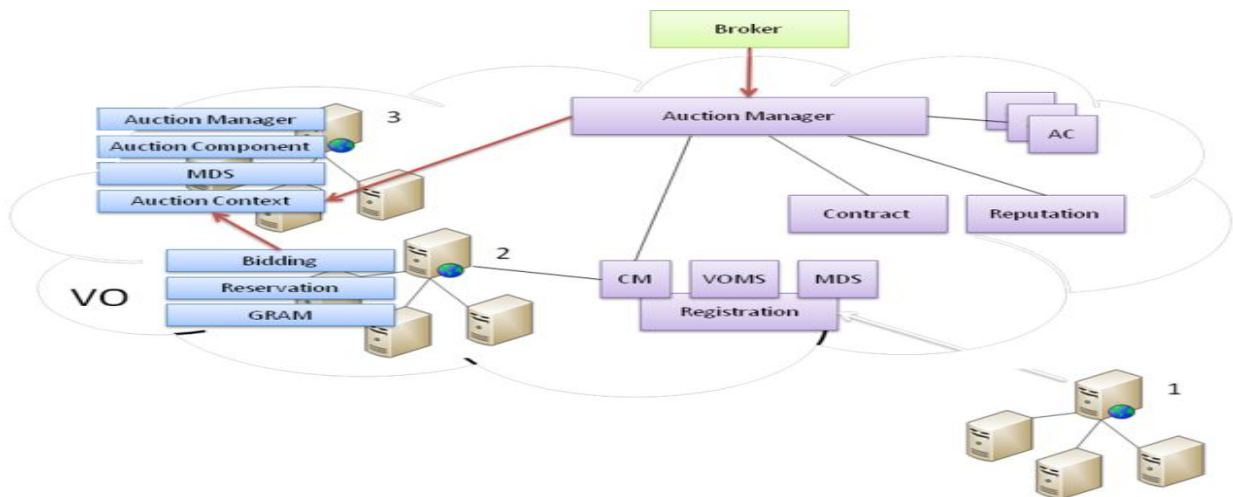 Broker
Auction Manager
AC
Contract
Reputation
CM
VOMS
MDS
Registration
Auction Manager
Auction Component
MDS
Auction Context
3
Bidding
Reservation
GRAM
2
VO
1